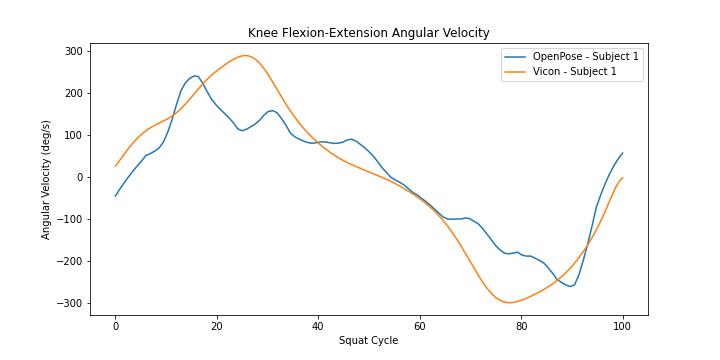 Knee Flexion-Extension Angular Velocity
OpenPose - Subject 1
Vicon - Subject 1
Angular Velocity (deg/s)
300
200
100
0
−100
−200
−300
0 20 40 60 80 100
Squat Cycle